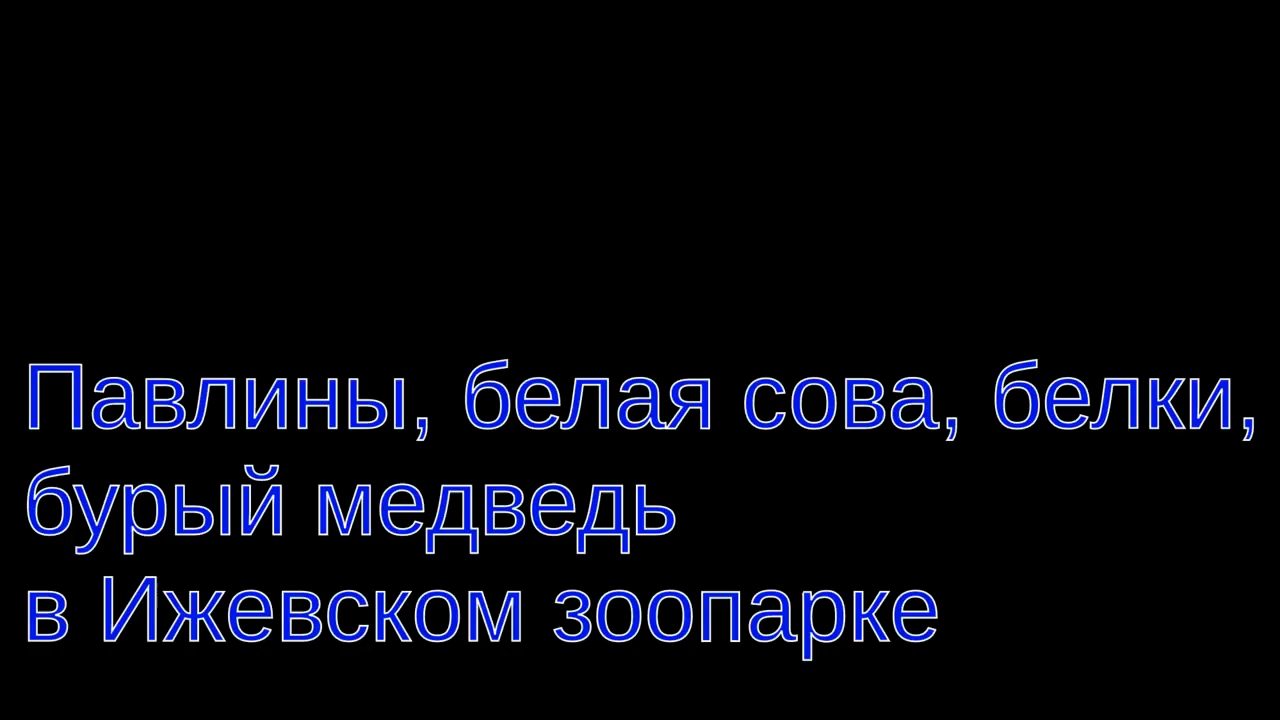 Павлины, белая сова, белки,
бурый медведь
в Ижевском зоопарке